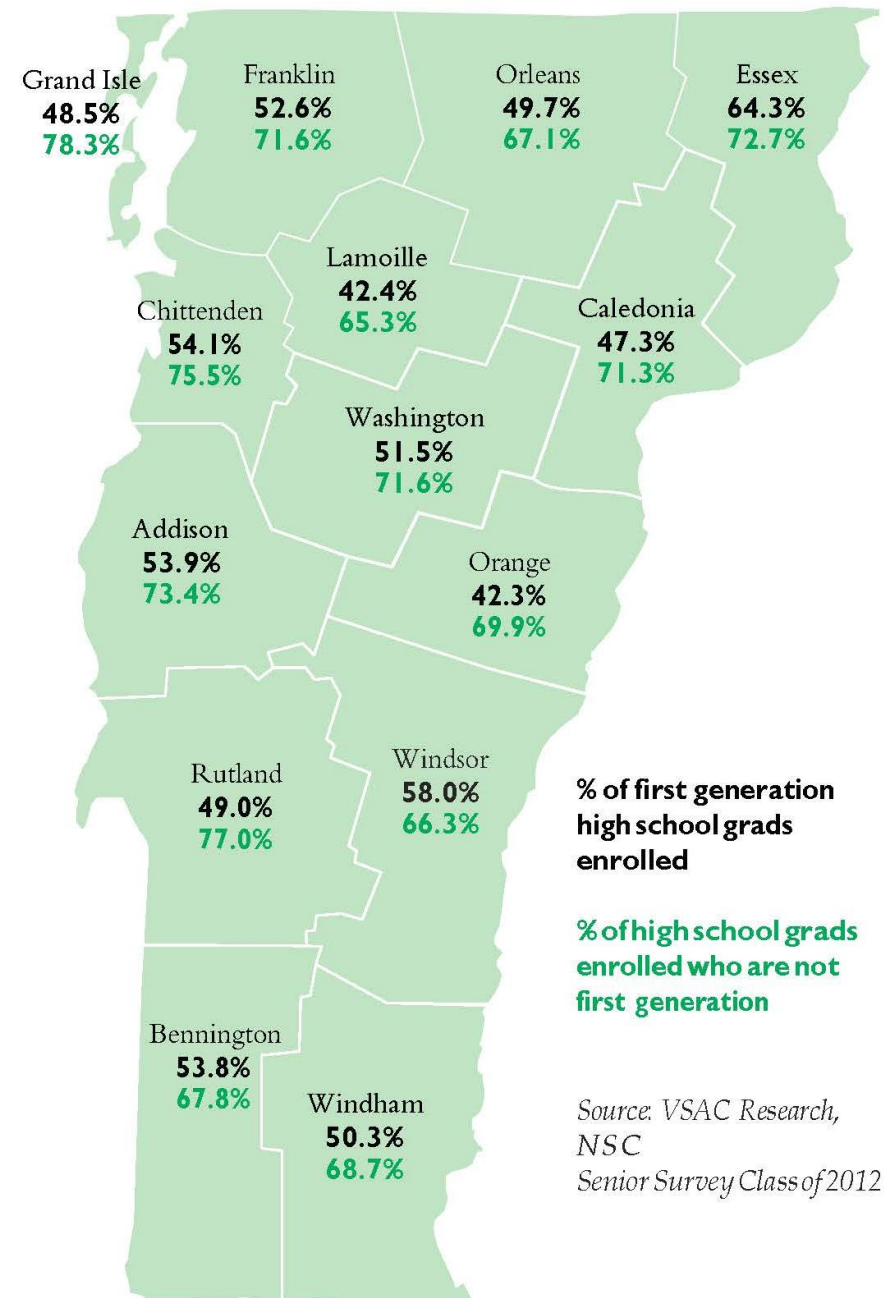 Grand Isle
48.5%
78.3%
Franklin
52.6%
71.6%
Orleans
49.7%
67.1%
Essex
64.3%
72.7%
Lamoille
42.4%
65.3%
Chittenden
54.1%
75.5%
Caledonia
47.3%
71.3%
Washington
51.5%
71.6%
Addison
53.9%
73.4%
Orange
42.3%
69.9%
Rutland
49.0%
77.0%
Windsor
58.0%
66.3%
Bennington
53.8%
67.8%
Windham
50.3%
68.7%
% of first generation
high school grads
enrolled
% of high school grads
enrolled who are not
first generation
Source: VSAC Research,
NSC
Senior Survey Class of 2012